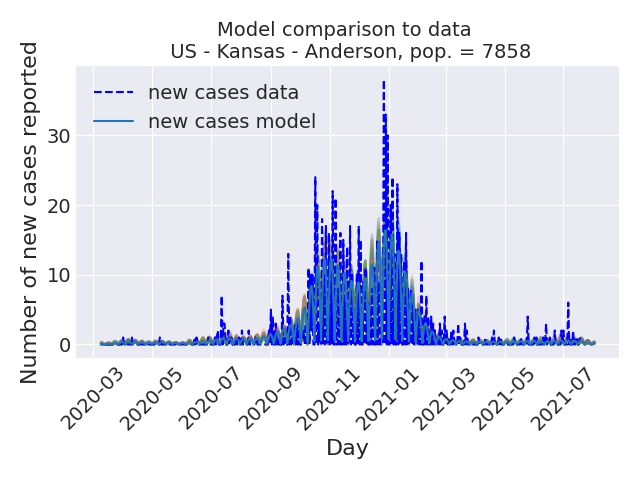 Model comparison to data
US - Kansas - Anderson, pop. = 7858
Number of new cases reported
new cases data
new cases model
30
20
10
0
2020-03
2020-05
2020-07
2020-09
2020-11
2021-01
2021-03
2021-05
2021-07
Day